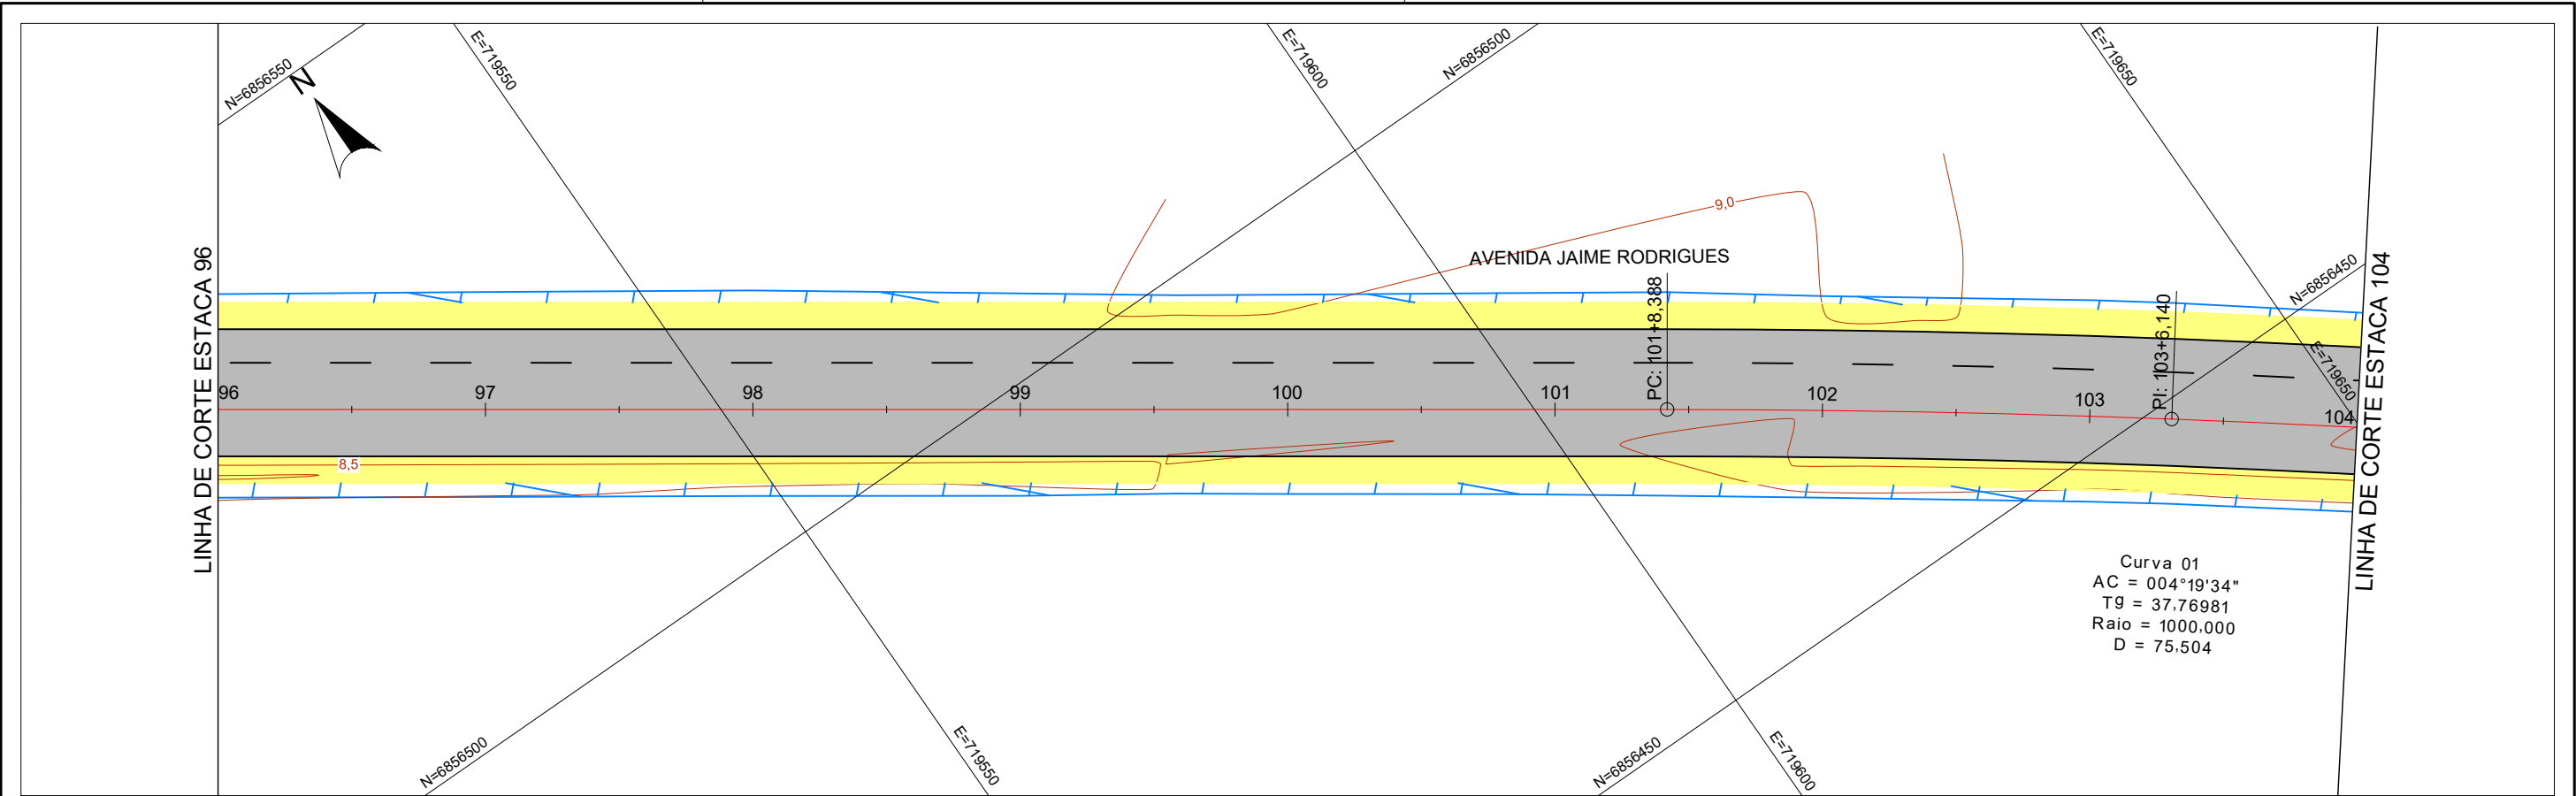 N=6856550
N
E=719550
E=719600
N=6856500
E=719650
9,0
AVENIDA JAIME RODRIGUES
LINHA DE CORTE ESTACA 96
PC: 101+8,388
PI: 103+6,140
N=6856450
E=719650
LINHA DE CORTE ESTACA 104
96
97
98
99
100
101
102
103
104
8,5
Curva 01
AC = 004°19'34"
Tg = 37,76981
Raio = 1000,000
D = 75,504
N=6856500
E=719550
N=6856450
E=719600